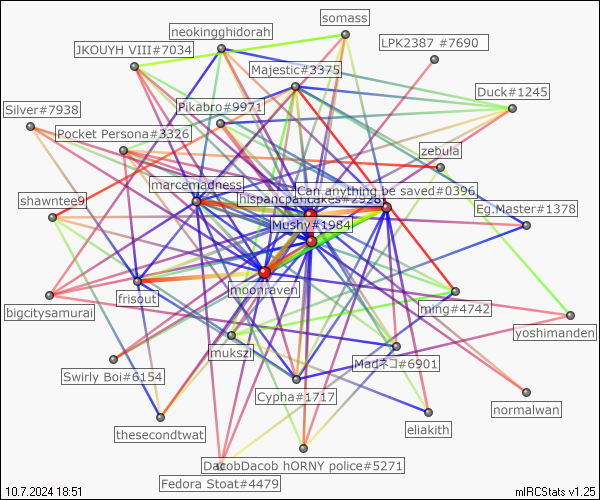 somass
neokingghidorah
LPK2387 #7690
JKOUYH VIII#7034
Majestic#3375
Duck#1245
Silver#7938
Pikabro#9971
Pocket Persona#3326
zebula
marcemadness
Can anything be saved#0396
shawntee9
hispancpancakes#2928
Eg.Master#1378
Mushy#1984
moonraven
frisout
bigcitysamurai
ming#4742
yoshimanden
mukszil
Madネコ#6901
Swirly Boi#6154
Cypha#1717
normalwan
eliakith
thesecondtwat
DacobDacob hORNY police#5271
Fedora Stoat#4479
10.7.2024 18:51
mIRCStats v1.25